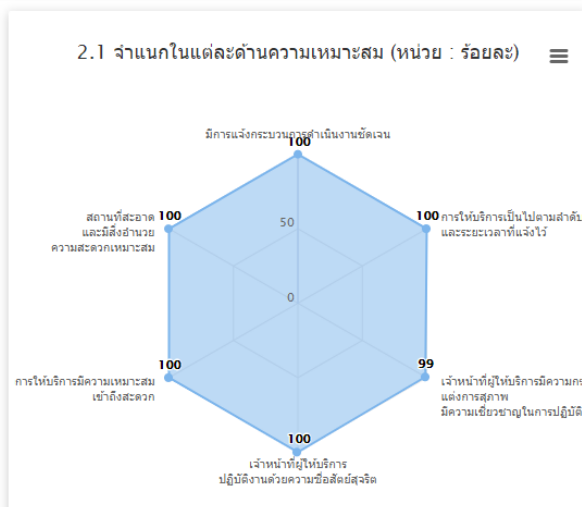 2.1 จำแนกในแต่ละด้านความเหมาะสม (หน่วย : ร้อยละ)
มีการแจ้งกระบวนการดำเนินงานชัดเจน
100
สถานที่สะอาด
และมีสิ่งอำนวย
ความสะดวกเหมาะสม
100
100
การให้บริการเป็นไปตามลำดับ
และระยะเวลาที่แจ้งไว้
50
0
การให้บริการมีความเหมาะสม
เข้าถึงสะดวก
100
99
เจ้าหน้าที่ผู้ให้บริการมีความ
แต่งการสุภาพ
มีความเชี่ยวชาญในการปฏิบัติ
100
เจ้าหน้าที่ผู้ให้บริการ
ปฏิบัติงานด้วยความซื่อสัตย์สุจริต